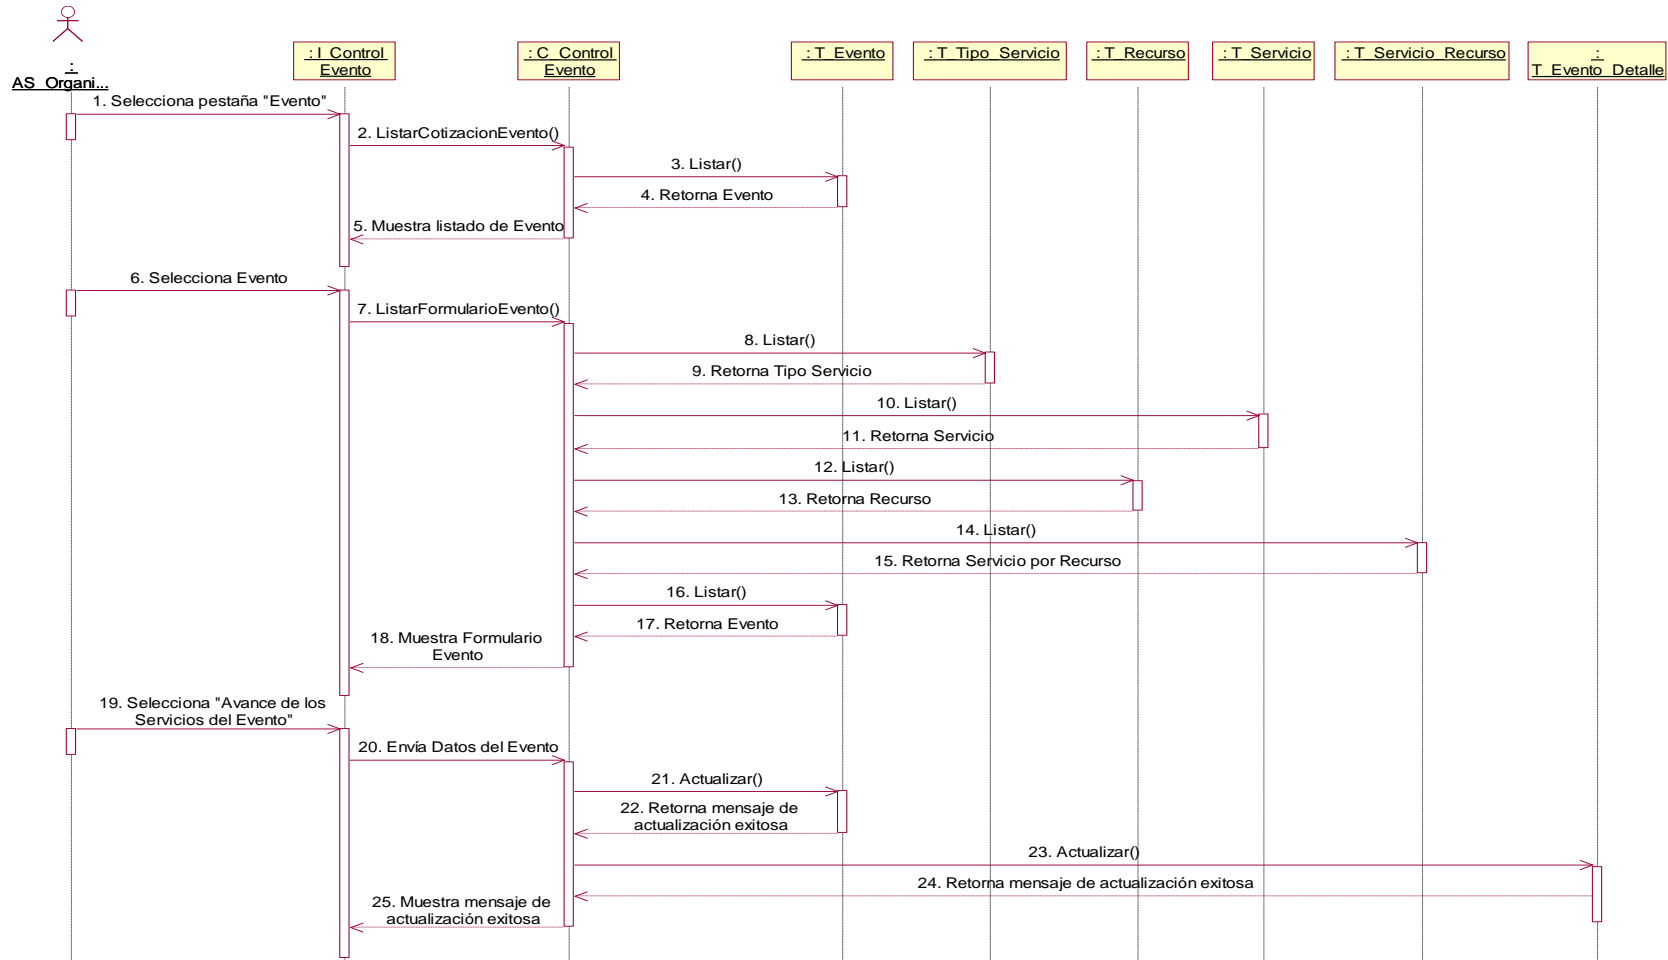 :
AS_Organi...
: I_Control
Evento
: C_Control
Evento
: T_Evento
: T_Tipo_Servicio
: T_Recurso
: T_Servicio
: T_Servicio_Recurso
:
T_Evento_Detalle
1. Selecciona pestaña "Evento"
2. ListarCotizacionEvento()
3. Listar()
4. Retorna Evento
5. Muestra listado de Evento
6. Selecciona Evento
7. ListarFormularioEvento()
8. Listar()
9. Retorna Tipo Servicio
10. Listar()
11. Retorna Servicio
12. Listar()
13. Retorna Recurso
14. Listar()
15. Retorna Servicio por Recurso
16. Listar()
17. Retorna Evento
18. Muestra Formulario
Evento
19. Selecciona "Avance de los
Servicios del Evento"
20. Envía Datos del Evento
21. Actualizar()
22. Retorna mensaje de
actualización exitosa
23. Actualizar()
24. Retorna mensaje de actualización exitosa
25. Muestra mensaje de
actualización exitosa